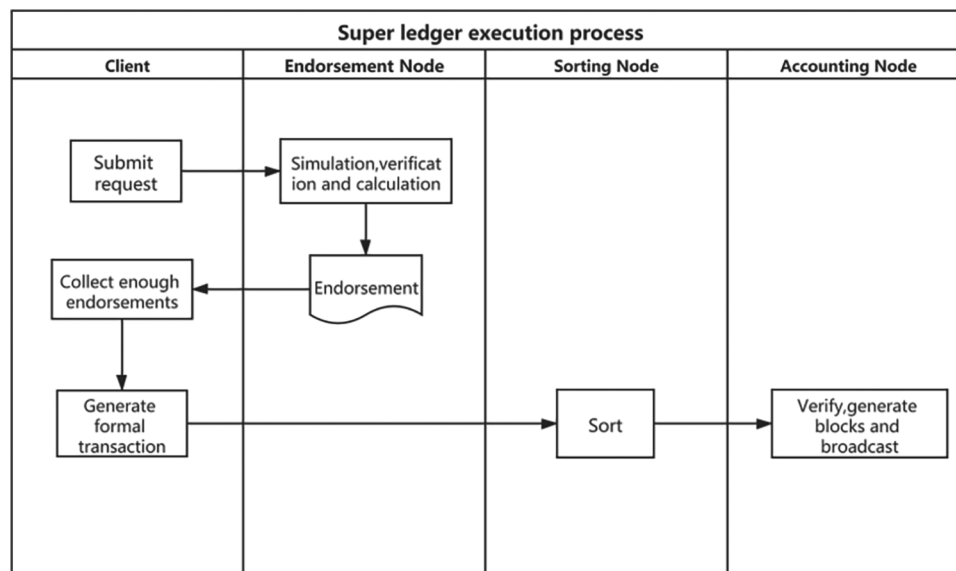 Super ledger execution process
Client
Endorsement Node
Sorting Node
Accounting Node
Submit
request
Simulation,verificat
ion and calculation
Collect enough
endorsements
Endorsement
Generate
formal
transaction
Sort
Verify,generate
blocks and
broadcast